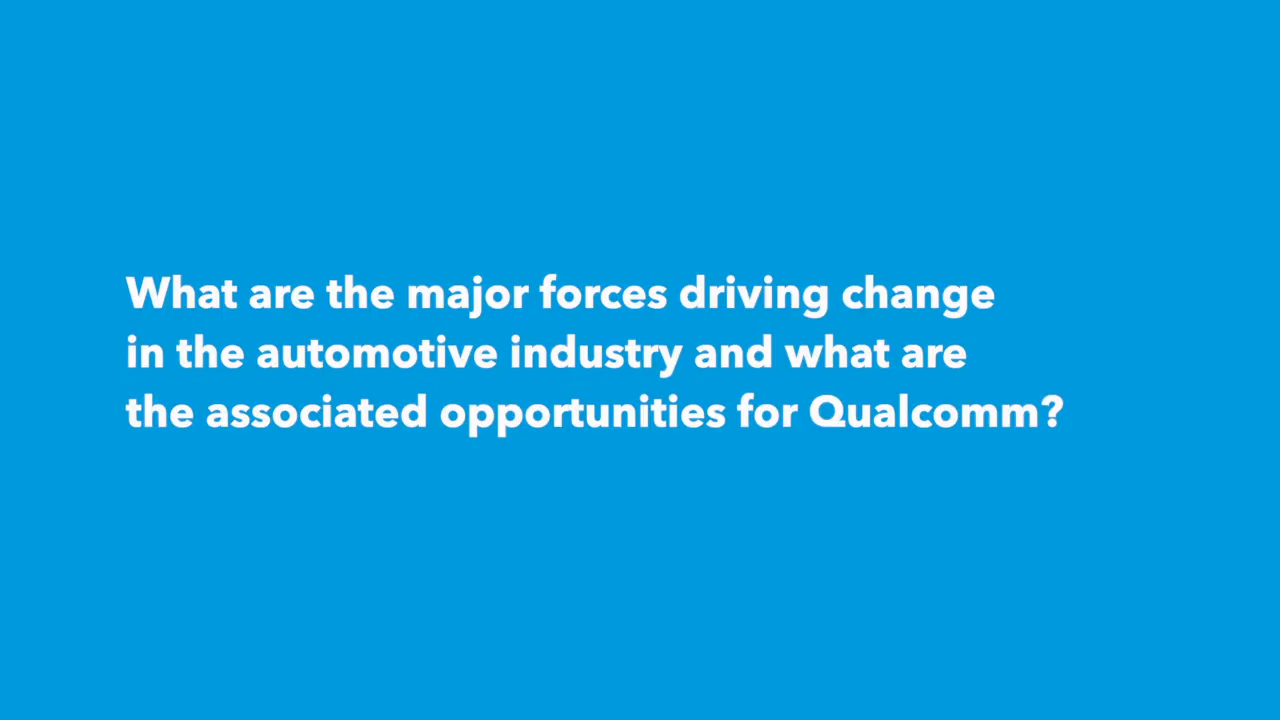 What are the major forces driving change
in the automotive industry and what are
the associated opportunities for Qualcomm?